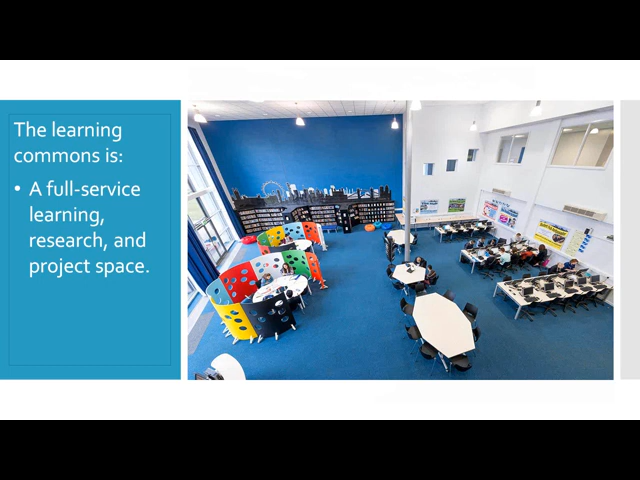 The learning
commons is:
• A full-service
learning,
research, and
project space.